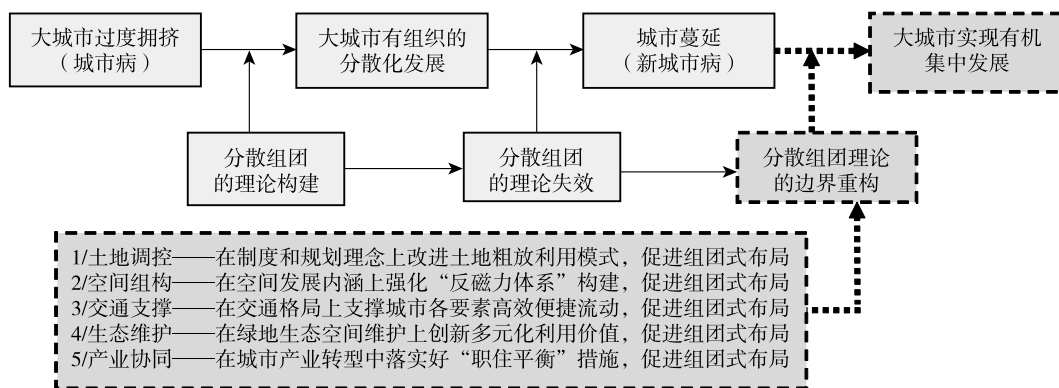 大城市过度拥挤
（城市病）
大城市有组织的
分散化发展
城市蔓延
（新城市病）
大城市实现有机
集中发展
分散组团
的理论构建
分散组团
的理论失效
分散组团理论
的边界重构
1/土地调控——在制度和规划理念上改进土地粗放利用模式，促进组团式布局
2/空间组构——在空间发展内涵上强化“反磁力体系”构建，促进组团式布局
3/交通支撑——在交通格局上支撑城市各要素高效便捷流动，促进组团式布局
4/生态维护——在绿地生态空间维护上创新多元化利用价值，促进组团式布局
5/产业协同——在城市产业转型中落实好“职住平衡”措施，促进组团式布局